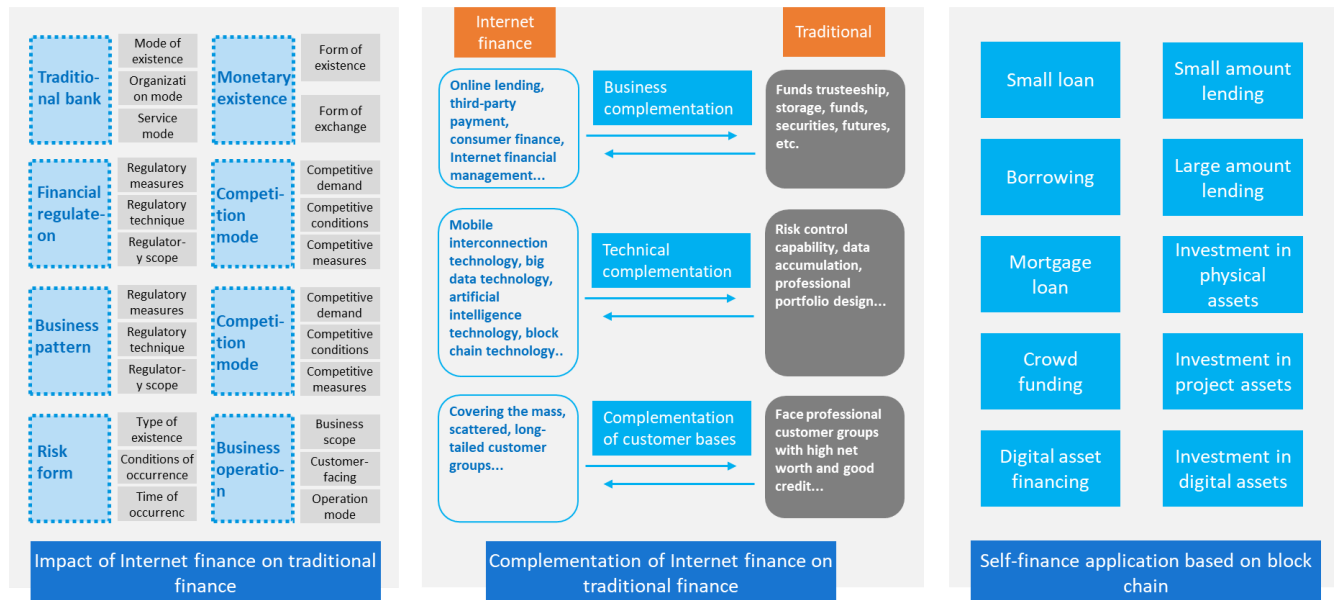 Traditio-
nal bank
Mode of
existence
Organizati
on mode
Service
mode
Monetary
existence
Form of
existence
Form of
exchange
Financial
regulate-
on
Regulatory
measures
Regulatory
technique
Regulator-
y scope
Competi-
tion
mode
Competitive
demand
Competitive
conditions
Competitive
measures
Business
pattern
Regulatory
measures
Regulatory
technique
Regulator-
y scope
Competi-
tion
mode
Competitive
demand
Competitive
conditions
Competitive
measures
Risk
form
Type of
existence
Conditions of
occurrence
Time of
occurrenc
Business
operatio-
n
Business
scope
Customer-
facing
Operation
mode
Impact of Internet finance on traditional
finance
Internet
finance
Traditional
Online lending,
third-party
payment,
consumer finance,
Internet financial
management...
Business
complementation
Funds trusteeship,
storage, funds,
securities, futures,
etc.
Mobile
interconnection
technology, big
data technology,
artificial
intelligence
technology, block
chain technology..
Technical
complementation
Risk control
capability, data
accumulation,
professional
portfolio design...
Covering the mass,
scattered, long-
tailed customer
groups...
Complementation
of customer bases
Face professional
customer groups
with high net
worth and good
credit...
Complementation of Internet finance on
traditional finance
Small loan
Small amount
lending
Borrowing
Large amount
lending
Mortgage
loan
Investment in
physical
assets
Crowd
funding
Investment in
project assets
Digital asset
financing
Investment in
digital assets
Self-finance application based on block
chain